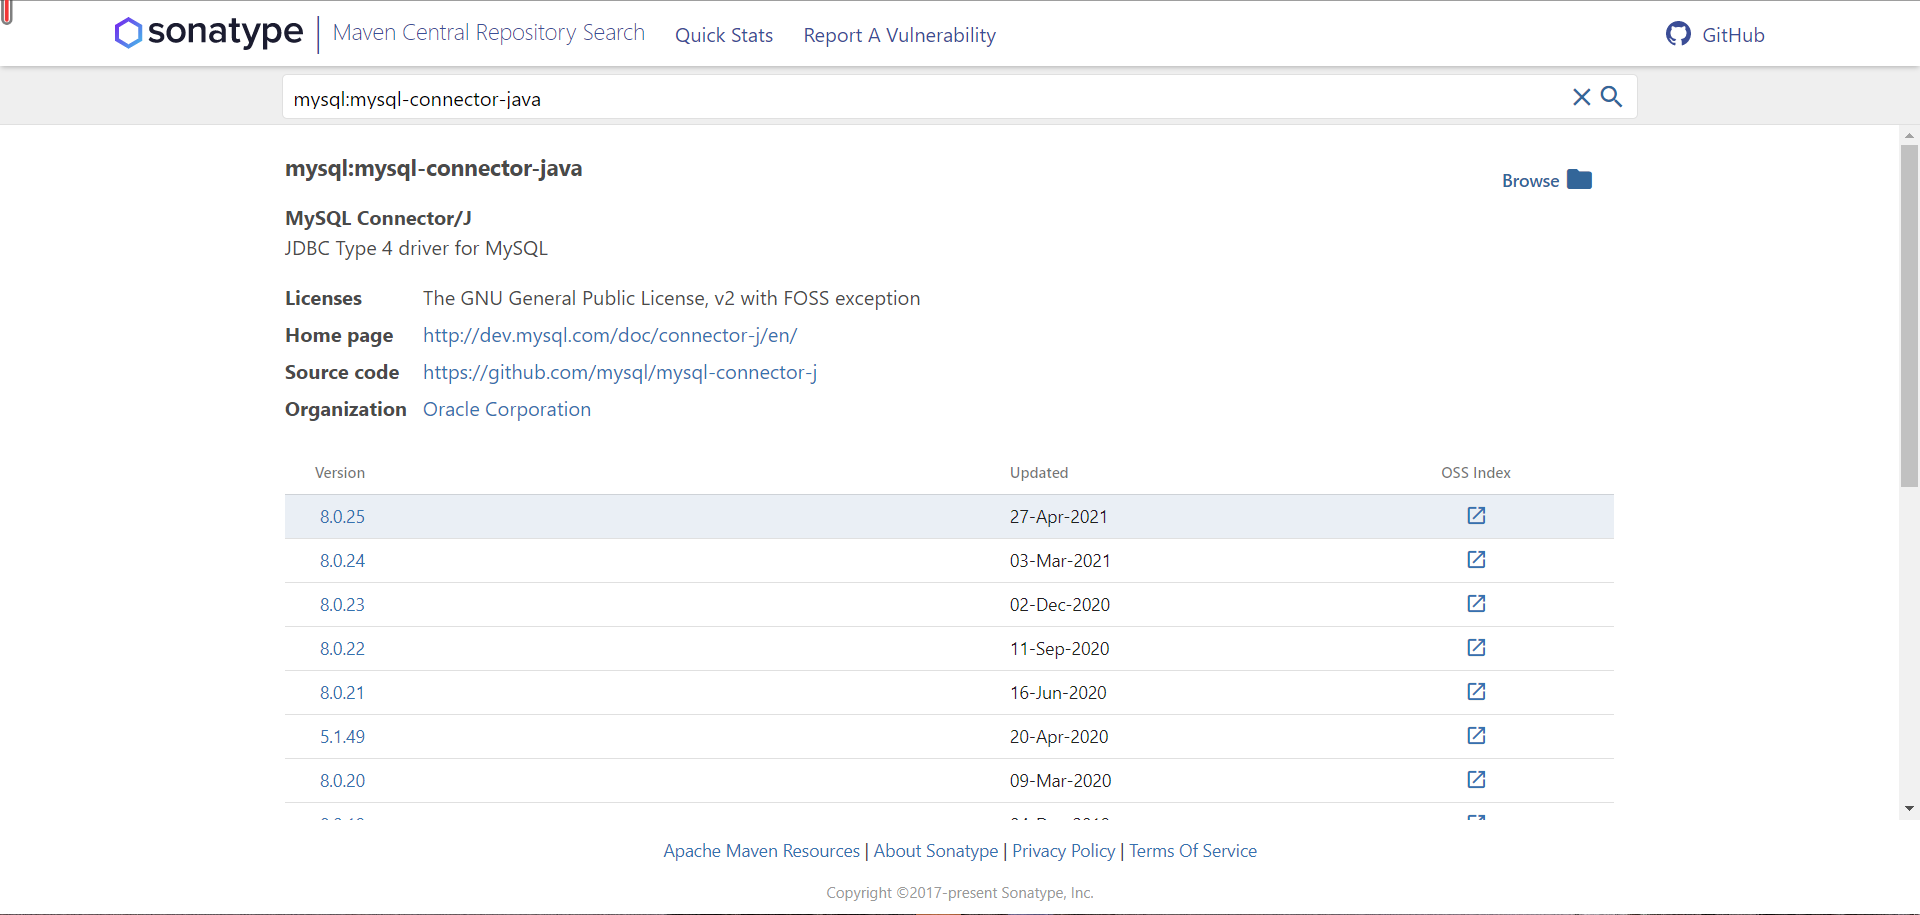 sonatype | Maven Central Repository Search Quick Stats Report A Vulnerability GitHub
mysql:mysql-connector-java
mysql:mysql-connector-java
Browse
MySQL Connector/J
JDBC Type 4 driver for MySQL
Licenses The GNU General Public License, v2 with FOSS exception
Home page http://dev.mysql.com/doc/connector-j/en/
Source code https://github.com/mysql/mysql-connector-j
Organization Oracle Corporation
Version Updated OSS Index
8.0.25 27-Apr-2021
8.0.24 03-Mar-2021
8.0.23 02-Dec-2020
8.0.22 11-Sep-2020
8.0.21 16-Jun-2020
5.1.49 20-Apr-2020
8.0.20 09-Mar-2020
Apache Maven Resources | About Sonatype | Privacy Policy | Terms Of Service
Copyright ©2017-present Sonatype, Inc.